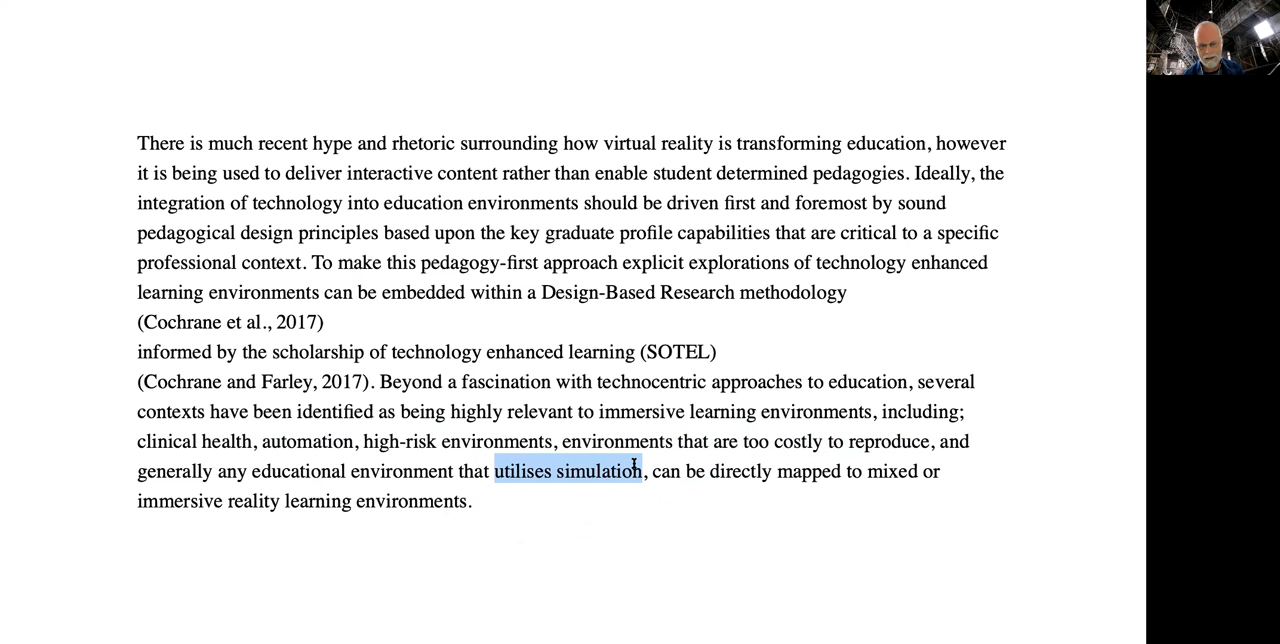 There is much recent hype and rhetoric surrounding how virtual reality is transforming education, however
it is being used to deliver interactive content rather than enable student determined pedagogies. Ideally, the
integration of technology into education environments should be driven first and foremost by sound
pedagogical design principles based upon the key graduate profile capabilities that are critical to a specific
professional context. To make this pedagogy-first approach explicit explorations of technology enhanced
learning environments can be embedded within a Design-Based Research methodology
(Cochrane et al., 2017)
informed by the scholarship of technology enhanced learning (SOTEL)
(Cochrane and Farley, 2017). Beyond a fascination with technocentric approaches to education, several
contexts have been identified as being highly relevant to immersive learning environments, including;
clinical health, automation, high-risk environments, environments that are too costly to reproduce, and
generally any educational environment that utilises simulation, can be directly mapped to mixed or
immersive reality learning environments.